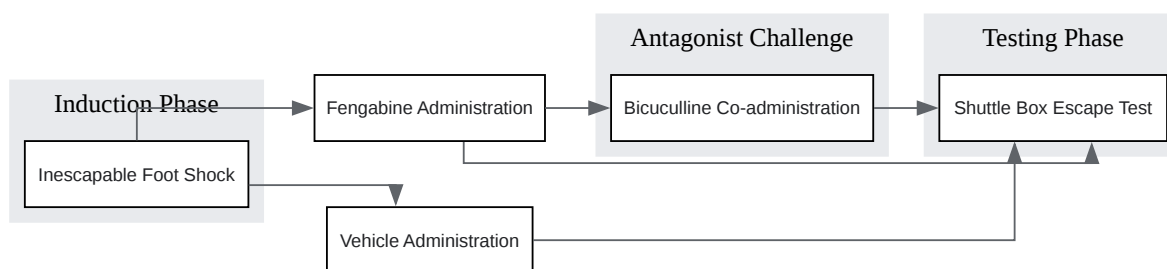 Antagonist Challenge
Testing Phase
Induction Phase
Fengabine Administration
Bicuculline Co-administration
Shuttle Box Escape Test
Inescapable Foot Shock
Vehicle Administration